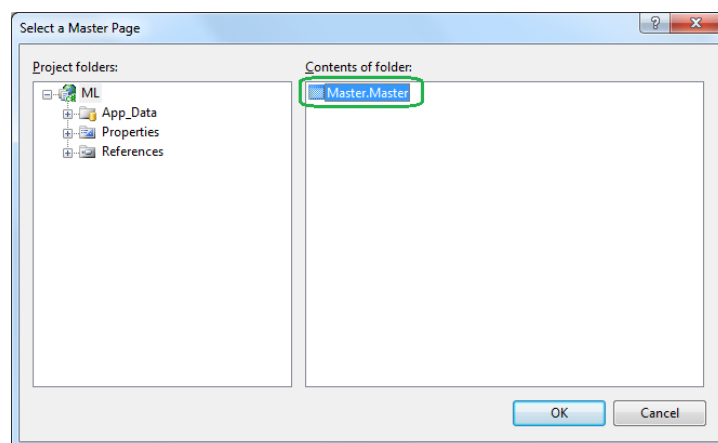 Select a Master Page
Project folders:
Contents of folder:
ML
App_Data
Properties
References
Master.Master
OK
Cancel